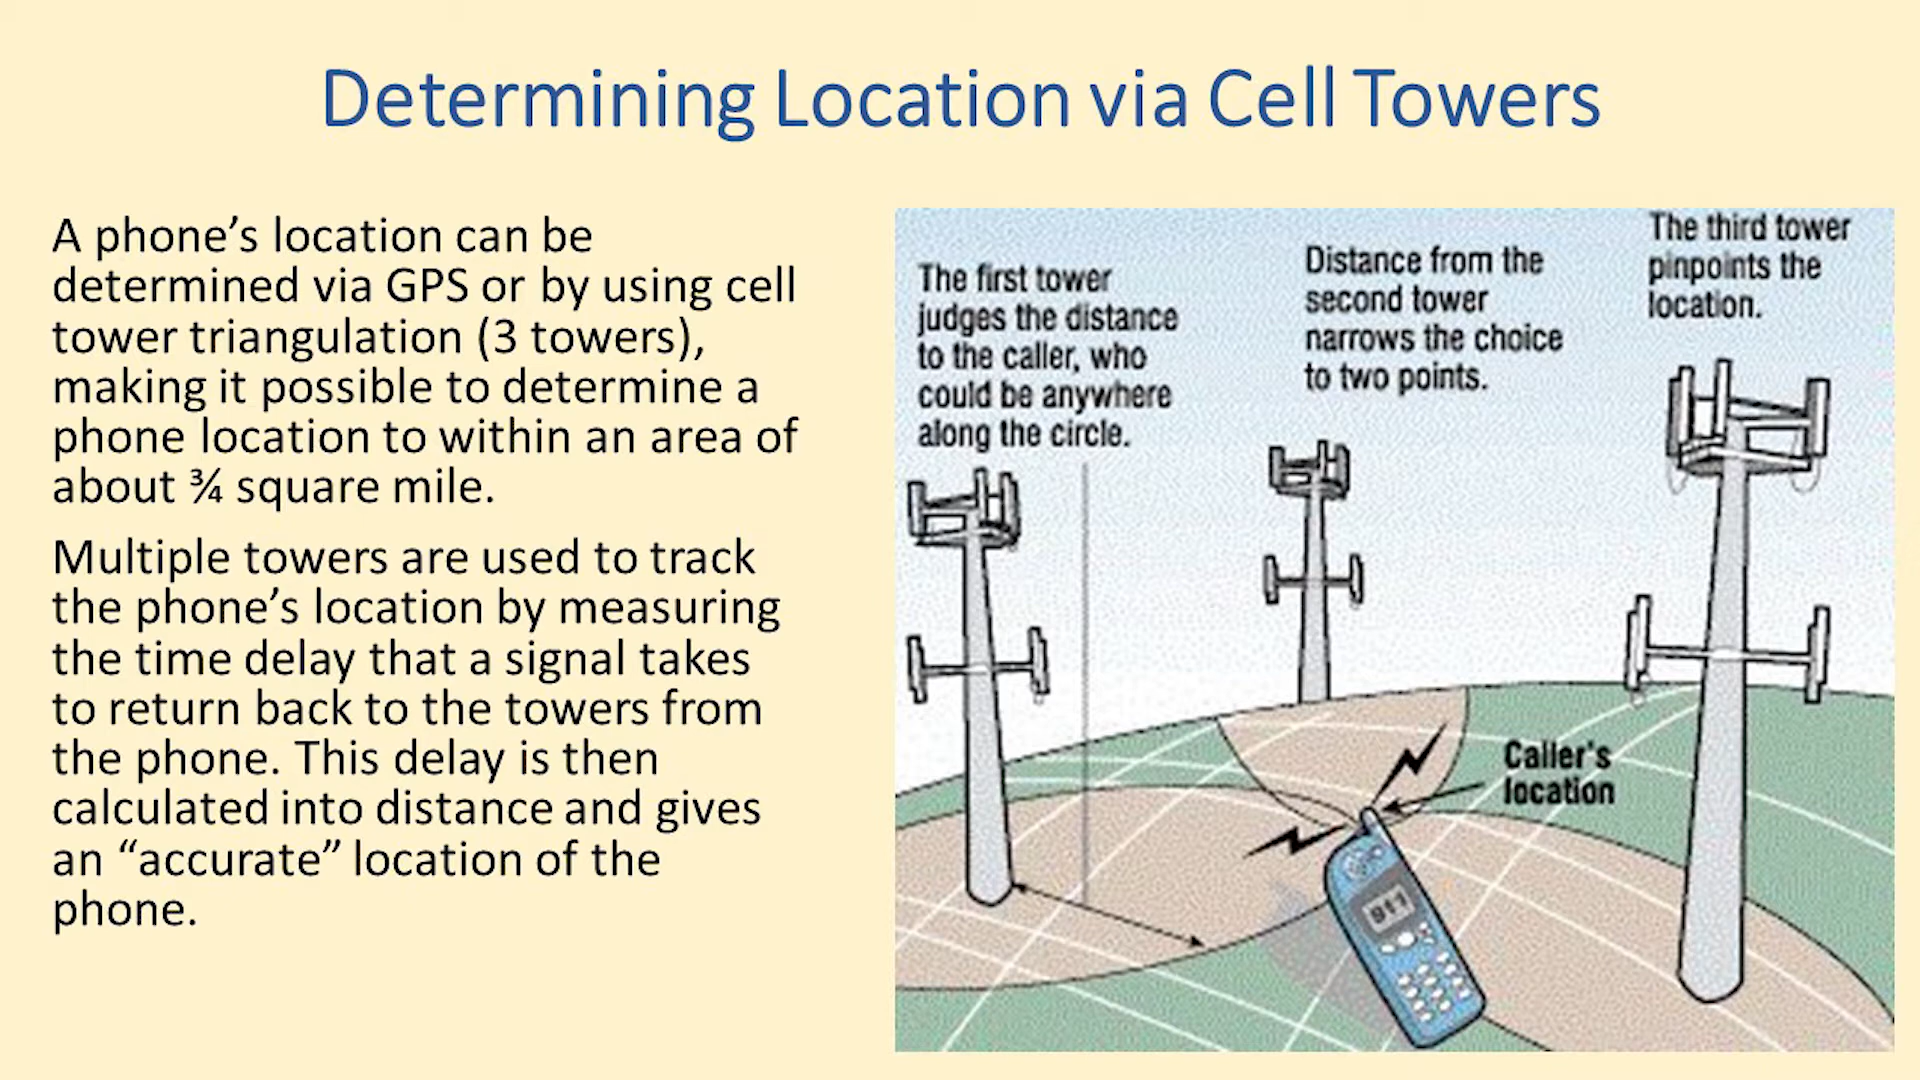 Determining Location via Cell Towers
A phone’s location can be
determined via GPS or by using cell
tower triangulation (3 towers),
making it possible to determine a
phone location to within an area of
about ¾ square mile.
Multiple towers are used to track
the phone’s location by measuring
the time delay that a signal takes
to return back to the towers from
the phone. This delay is then
calculated into distance and gives
an “accurate” location of the
phone.
The first tower
judges the distance
to the caller, who
could be anywhere
along the circle.
Distance from the
second tower
narrows the choice
to two points.
The third tower
pinpoints the
location.
Caller's
location
911